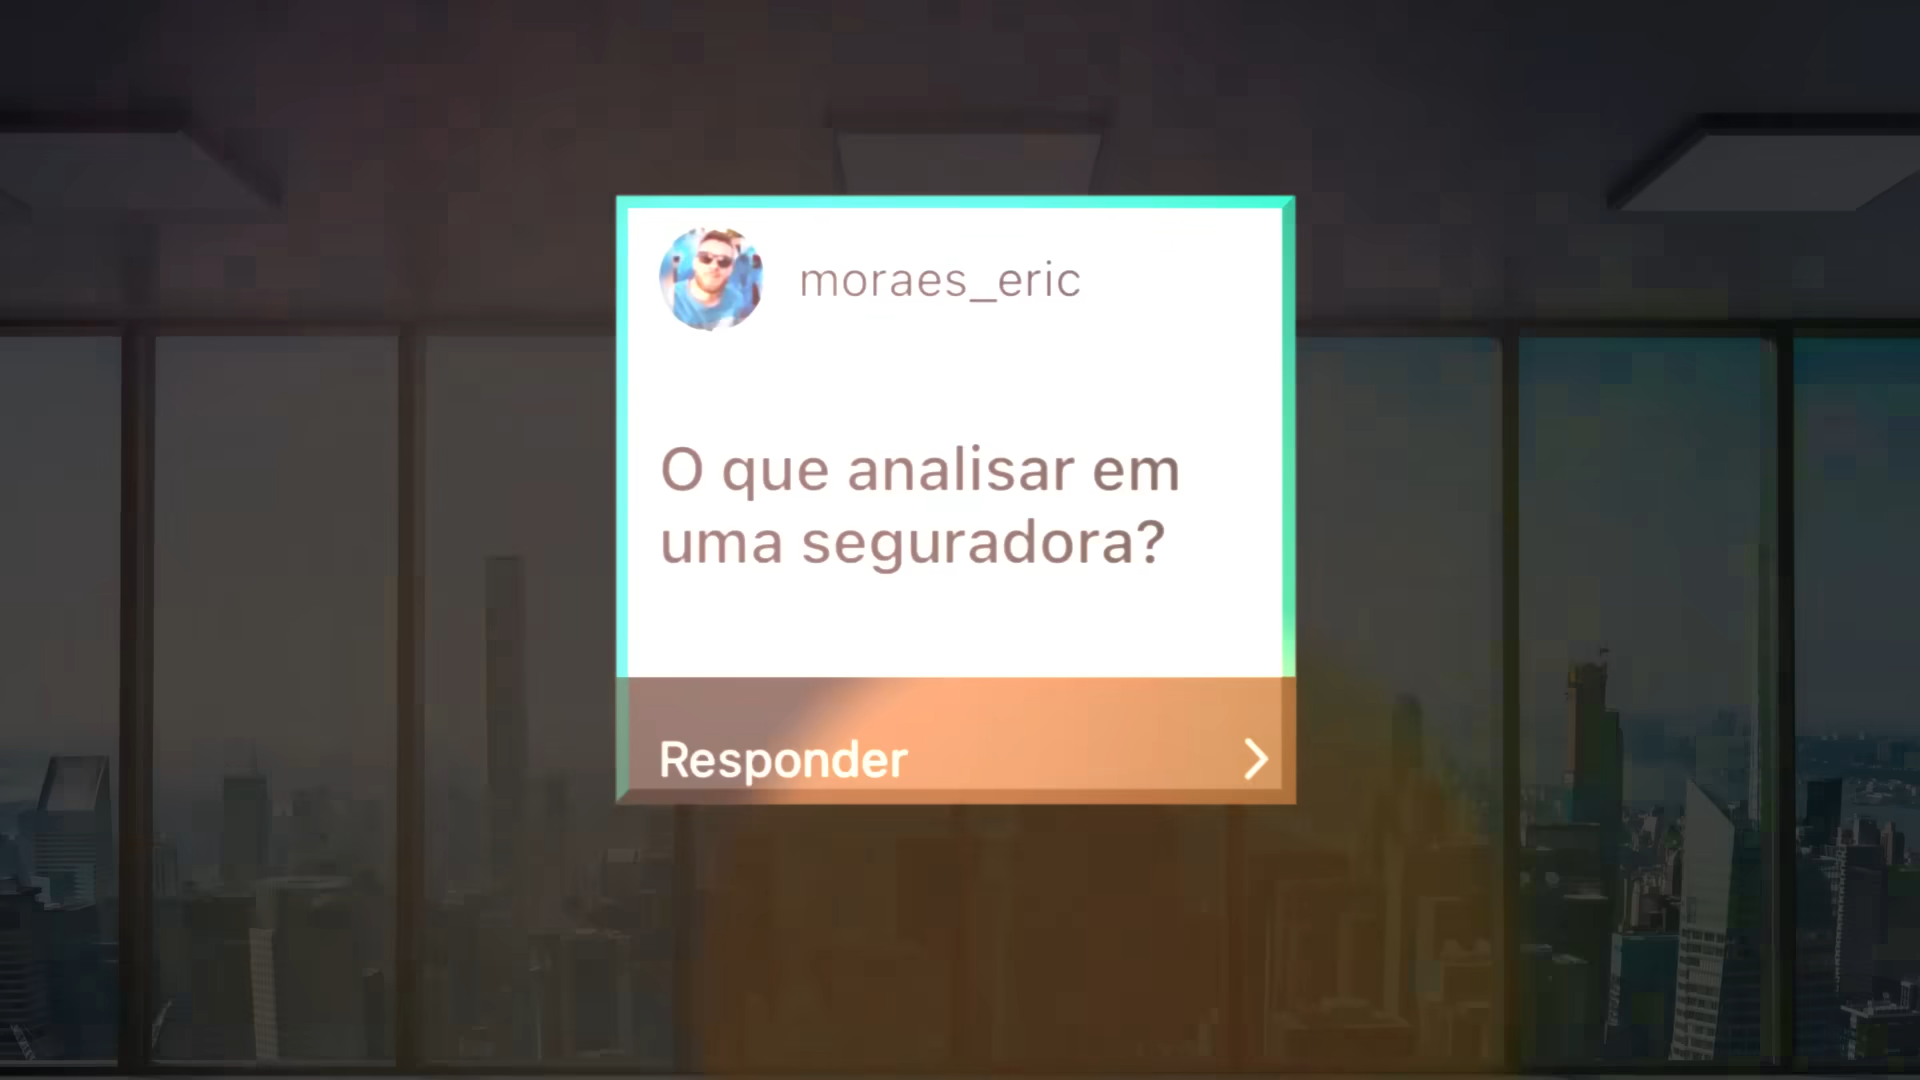 moraes_eric
O que analisar em
uma seguradora?
Responder